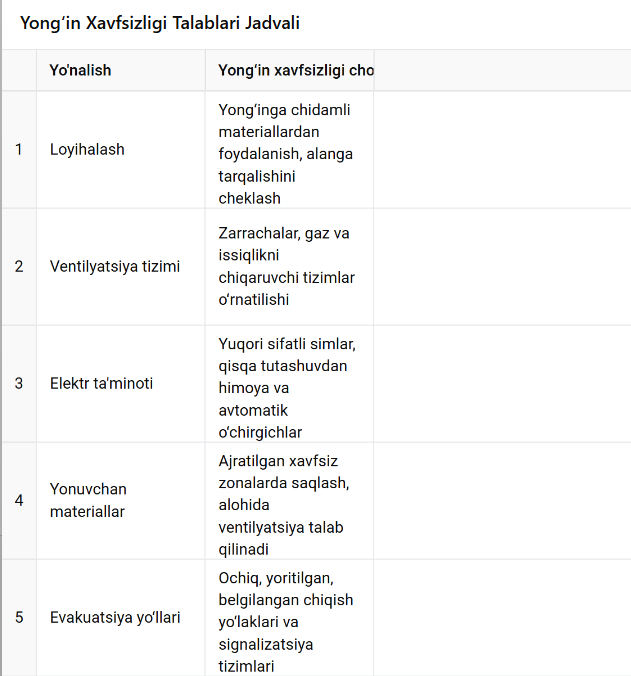 Yong‘in Xavfsizligi Talablari Jadvali
Yo'nalish
Yong‘in xavfsizligi cho
1
Loyihalash
Yong‘inga chidamli
materiallardan
foydalanish, alanga
tarqalishini
cheklash
2
Ventilyatsiya tizimi
Zarrachalar, gaz va
issiqlikni
chiqaruvchi tizimlar
o‘rnatilishi
3
Elektr ta'minoti
Yuqori sifatli simlar,
qisqa tutashuvdan
himoya va
avtomatik
o‘chirgichlar
4
Yonuvchan
materiallar
Ajratilgan xavfsiz
zonalarda saqlash,
alohida
ventilyatsiya talab
qilinadi
5
Evakuatsiya yo‘llari
Ochiq, yoritilgan,
belgilangan chiqish
yo‘laklari va
signalizatsiya
tizimlari